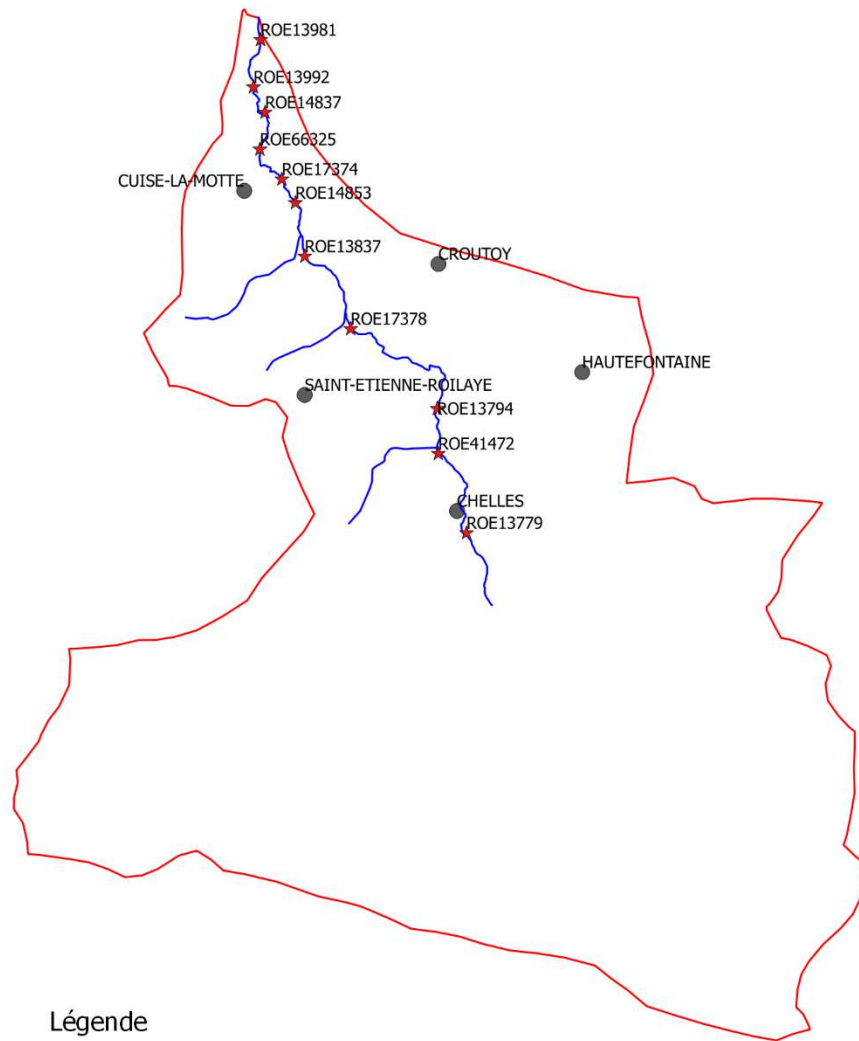 ROE13981
ROE13992
ROE14837
ROE66325
ROE17374
CUISE-LA-MOTTE
ROE14853
ROE13837
CROUTOY
ROE17378
HAUTEFONTAINE
SAINT-ETIENNE-ROILAYE
ROE13794
ROE41472
CHELLES
ROE13779
Légende